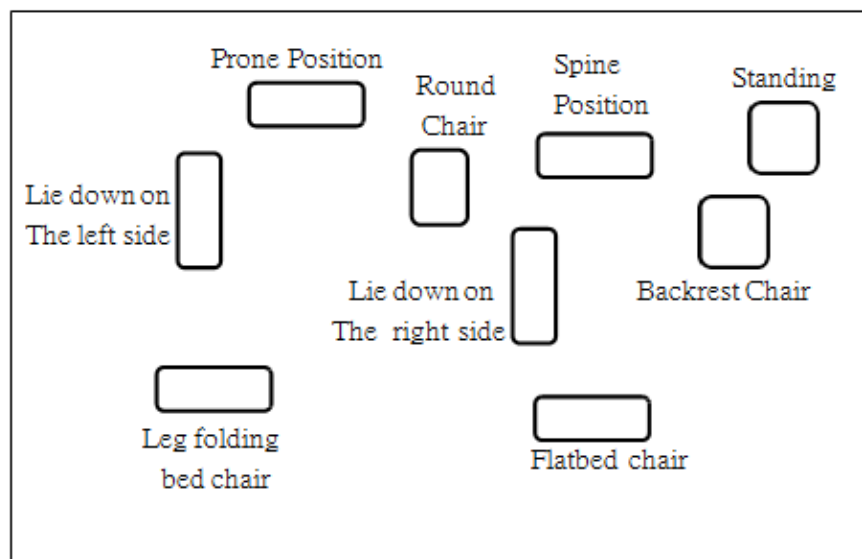 Prone Position
Round
Chair
Spine
Position
Standing
Lie down on
The left side
Lie down on
The right side
Backrest Chair
Leg folding
bed chair
Flatbed chair